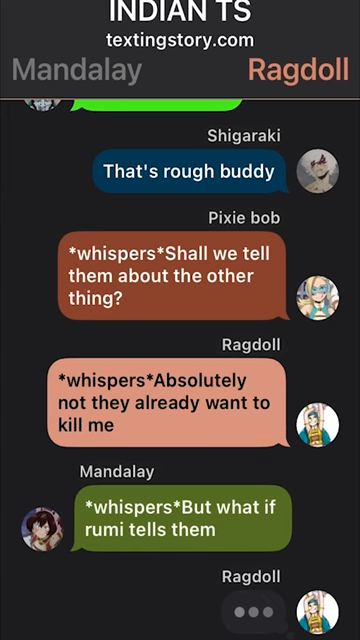 INDIAN TS
textingstory.com
Mandalay
Ragdoll
Shigaraki
That's rough buddy
Pixie bob
*whispers*Shall we tell
them about the other
thing?
Ragdoll
*whispers*Absolutely
not they already want to
kill me
Mandalay
*whispers*But what if
rumi tells them
Ragdoll